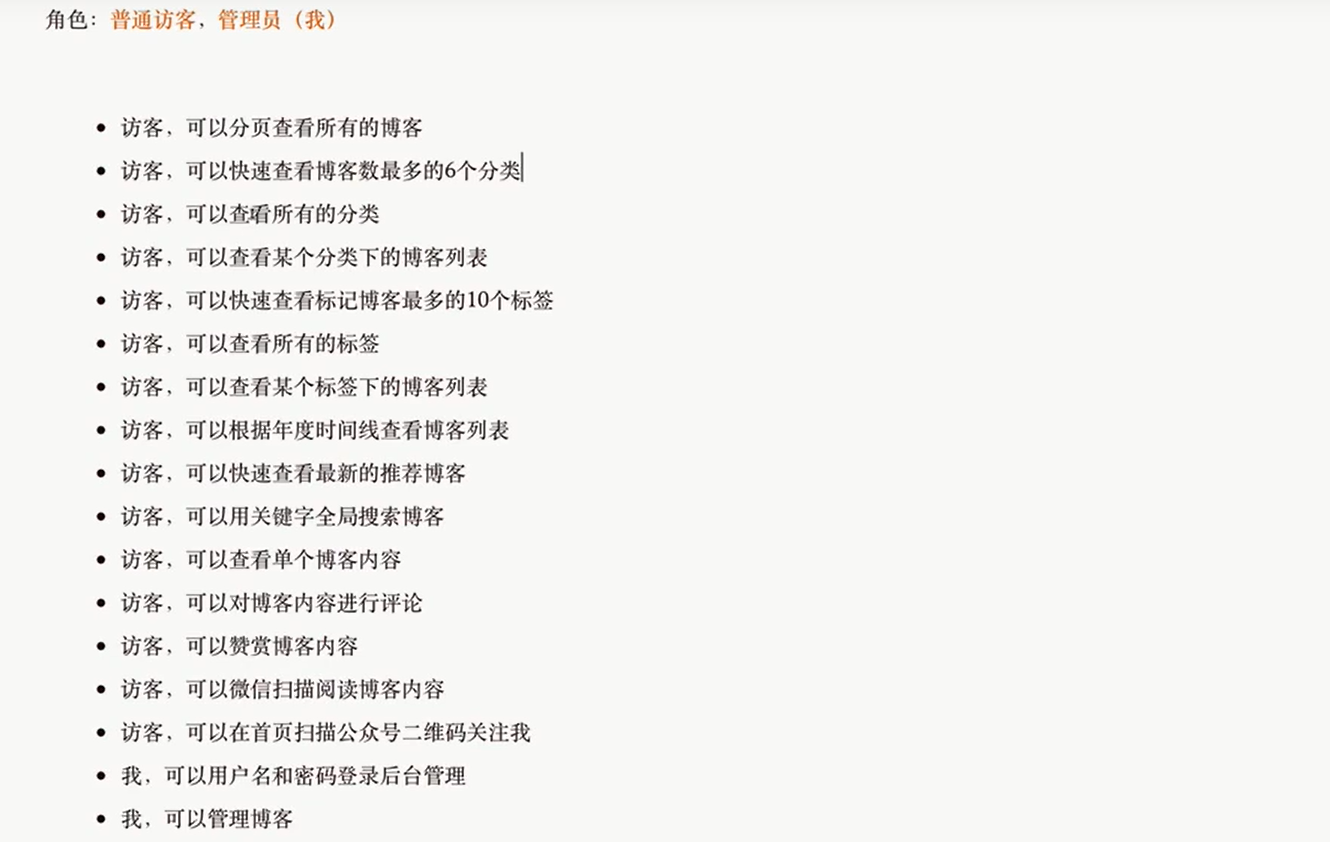 角色：普通访客，管理员（我）
• 访客，可以分页查看所有的博客
• 访客，可以快速查看博客数最多的6个分类
• 访客，可以查看所有的分类
• 访客，可以查看某个分类下的博客列表
• 访客，可以快速查看标记博客最多的10个标签
• 访客，可以查看所有的标签
• 访客，可以查看某个标签下的博客列表
• 访客，可以根据年度时间线查看博客列表
• 访客，可以快速查看最新的推荐博客
• 访客，可以用关键字全局搜索博客
• 访客，可以查看单个博客内容
• 访客，可以对博客内容进行评论
• 访客，可以赞赏博客内容
• 访客，可以微信扫描阅读博客内容
• 访客，可以在首页扫描公众号二维码关注我
• 我，可以用户名和密码登录后台管理
• 我，可以管理博客